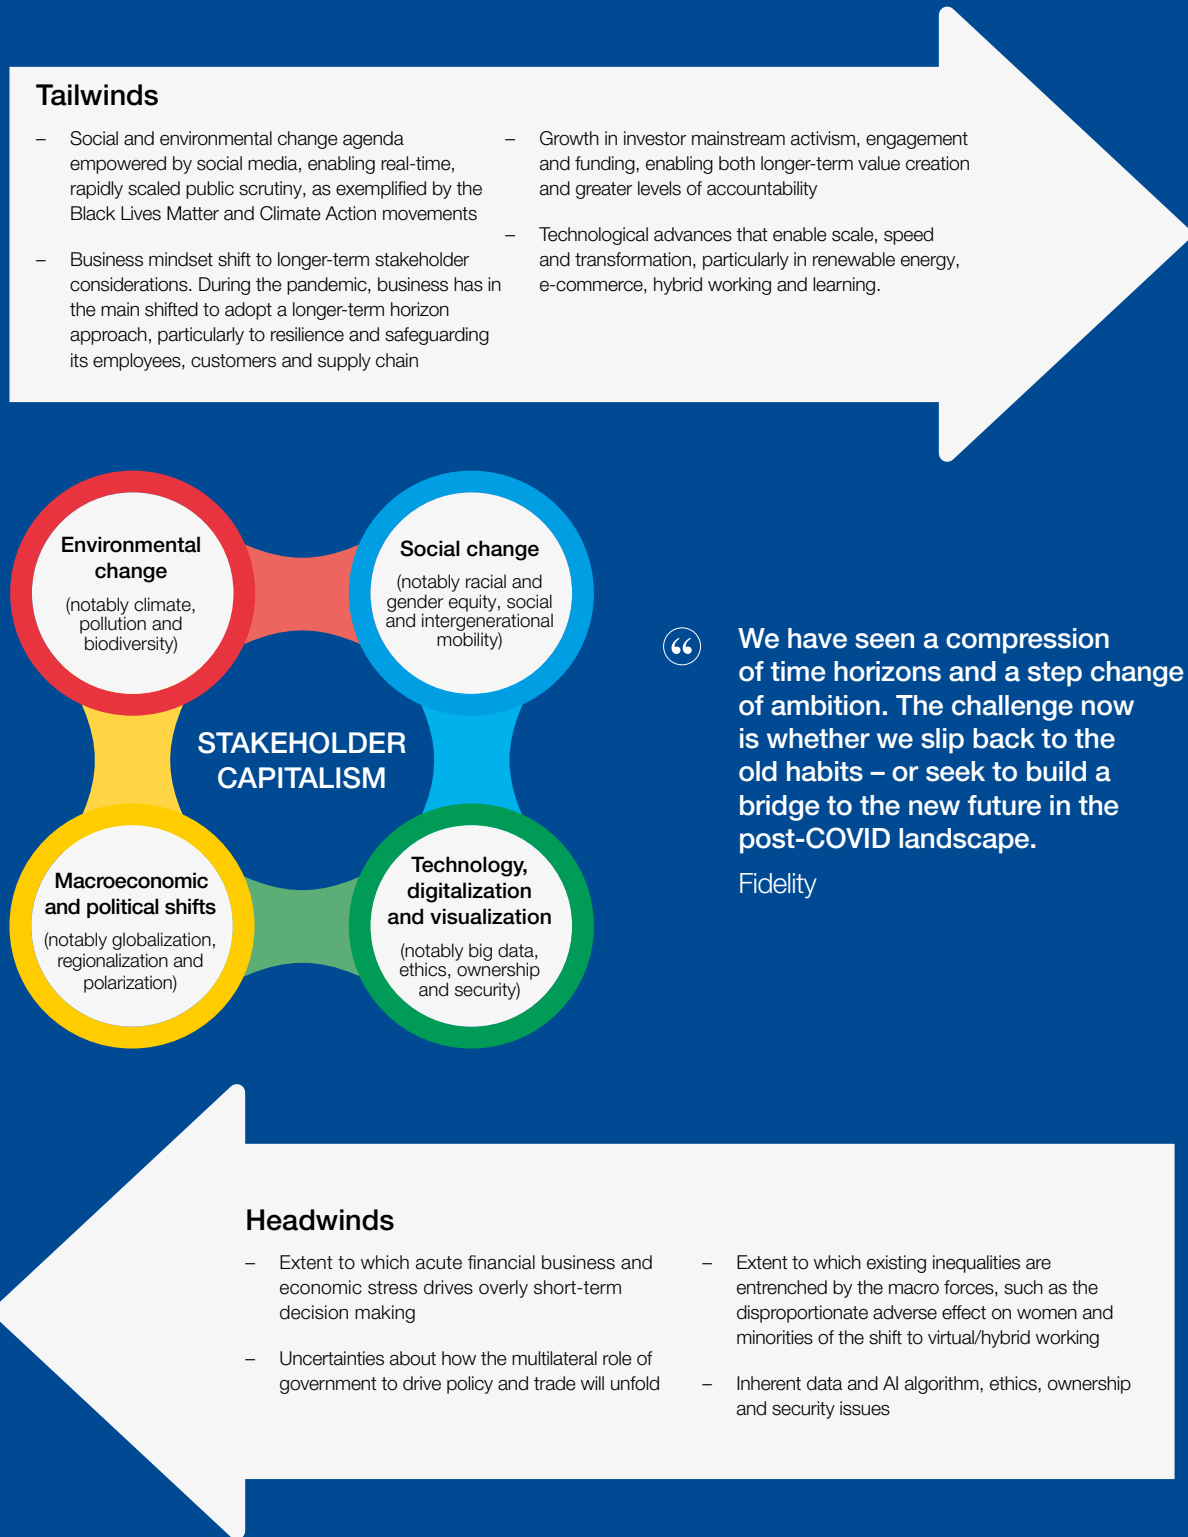 Tailwinds
– Social and environmental change agenda
empowered by social media, enabling real-time,
rapidly scaled public scrutiny, as exemplified by the
Black Lives Matter and Climate Action movements
– Business mindset shift to longer-term stakeholder
considerations. During the pandemic, business has in
the main shifted to adopt a longer-term horizon
approach, particularly to resilience and safeguarding
its employees, customers and supply chain
– Growth in investor mainstream activism, engagement
and funding, enabling both longer-term value creation
and greater levels of accountability
– Technological advances that enable scale, speed
and transformation, particularly in renewable energy,
e-commerce, hybrid working and learning.
Environmental
change
(notably climate,
pollution and
biodiversity)
Social change
(notably racial and
gender equity, social
and intergenerational
mobility)
STAKEHOLDER
CAPITALISM
Macroeconomic
and political shifts
(notably globalization,
regionalization and
polarization)
Technology,
digitalization
and visualization
(notably big data,
ethics, ownership
and security)
“
We have seen a compression
of time horizons and a step change
of ambition. The challenge now
is whether we slip back to the
old habits – or seek to build a
bridge to the new future in the
post-COVID landscape.
Fidelity
Headwinds
– Extent to which acute financial business and
economic stress drives overly short-term
decision making
– Uncertainties about how the multilateral role of
government to drive policy and trade will unfold
– Extent to which existing inequalities are
entrenched by the macro forces, such as the
disproportionate adverse effect on women and
minorities of the shift to virtual/hybrid working
– Inherent data and AI algorithm, ethics, ownership
and security issues